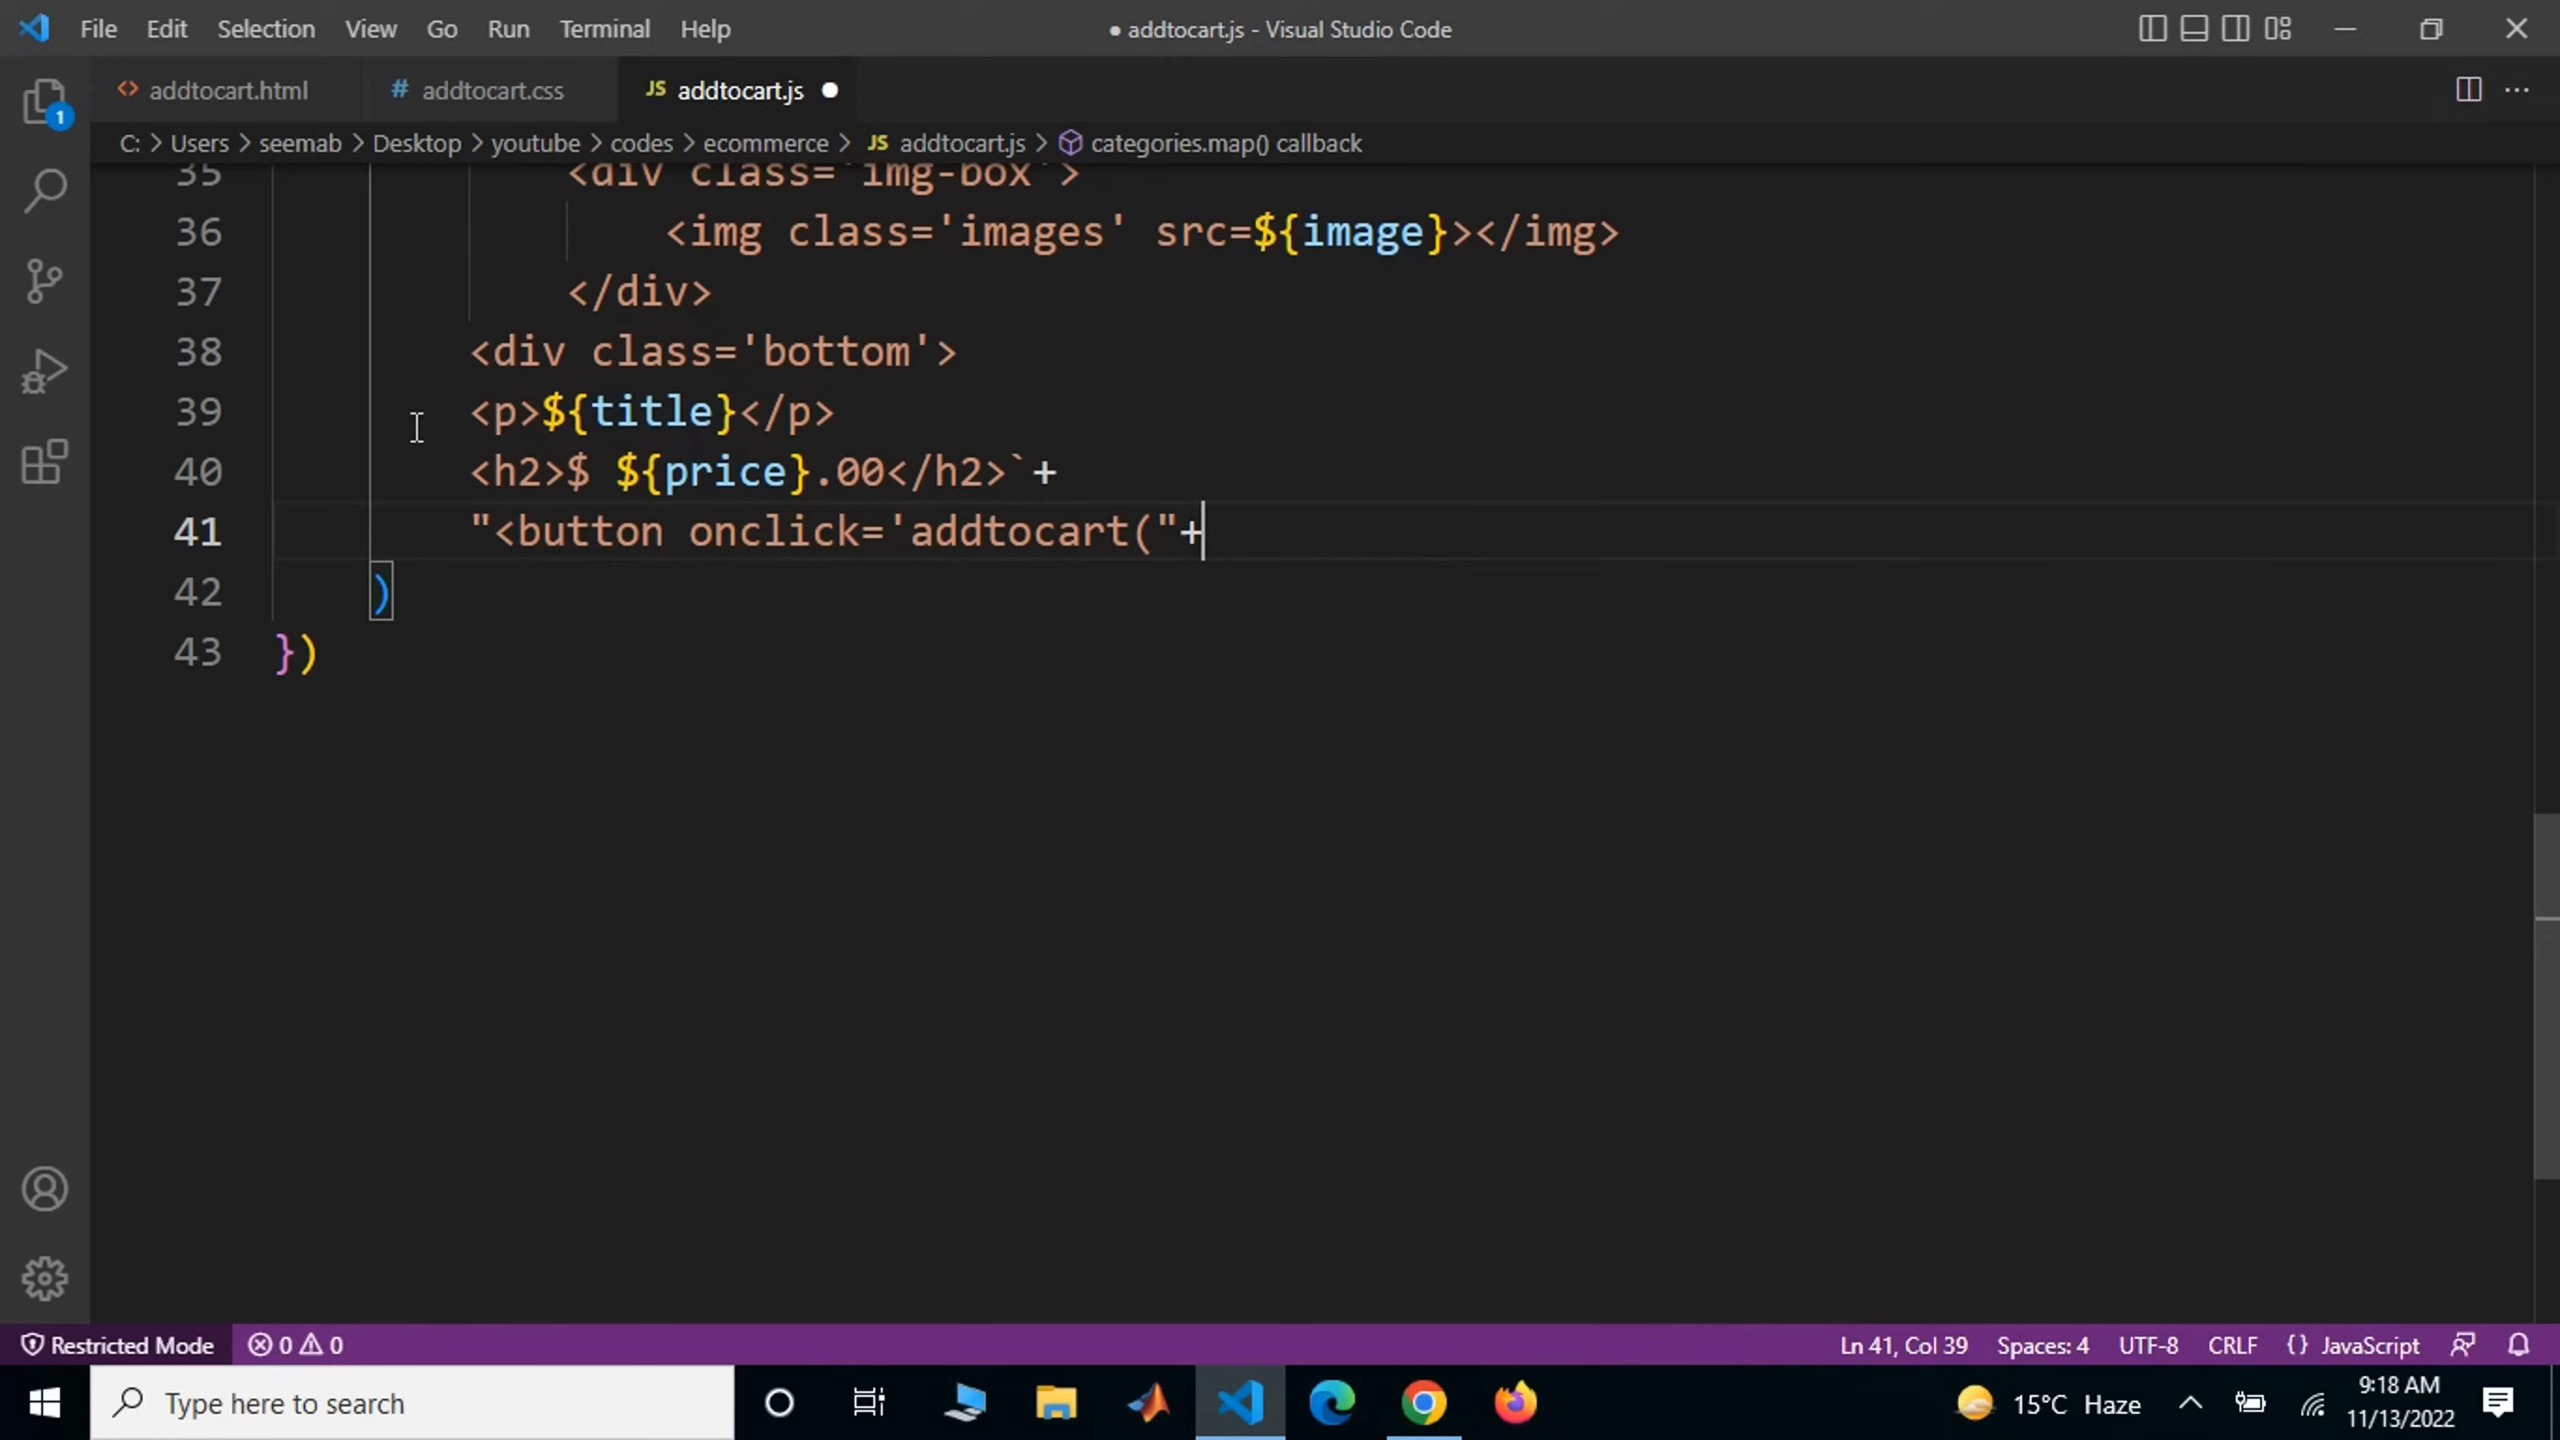 File Edit Selection View Go Run Terminal Help ● addtocart.js - Visual Studio Code
<> addtocart.html # addtocart.css JS addtocart.js ●
1
C: > Users > seemab > Desktop > youtube > codes > ecommerce > JS addtocart.js > categories.map() callback
35 <div class='img-box'>
36 <img class='images' src=${image}></img>
37 </div>
38 <div class='bottom'>
39 <p>${title}</p>
40 <h2>$ ${price}.00</h2>`+
41 "<button onclick='addtocart("+
42 )
43 })
Restricted Mode 0 0 Ln 41, Col 39 Spaces: 4 UTF-8 CRLF {} JavaScript
Type here to search 15°C Haze 9:18 AM
11/13/2022